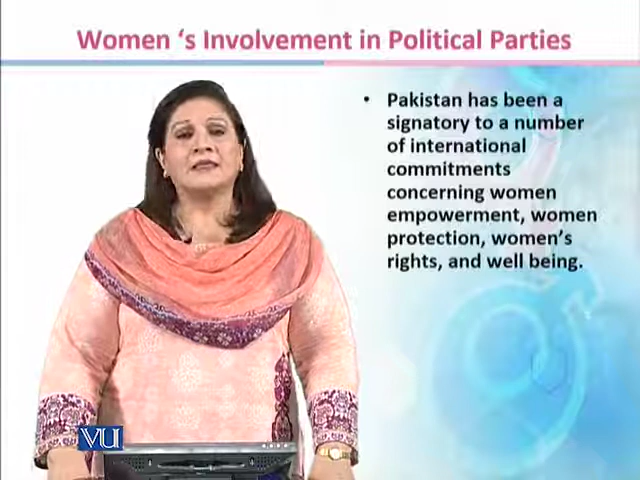 Women ‘s Involvement in Political Parties
• Pakistan has been a
signatory to a number
of international
commitments
concerning women
empowerment, women
protection, women’s
rights, and well being.
VU